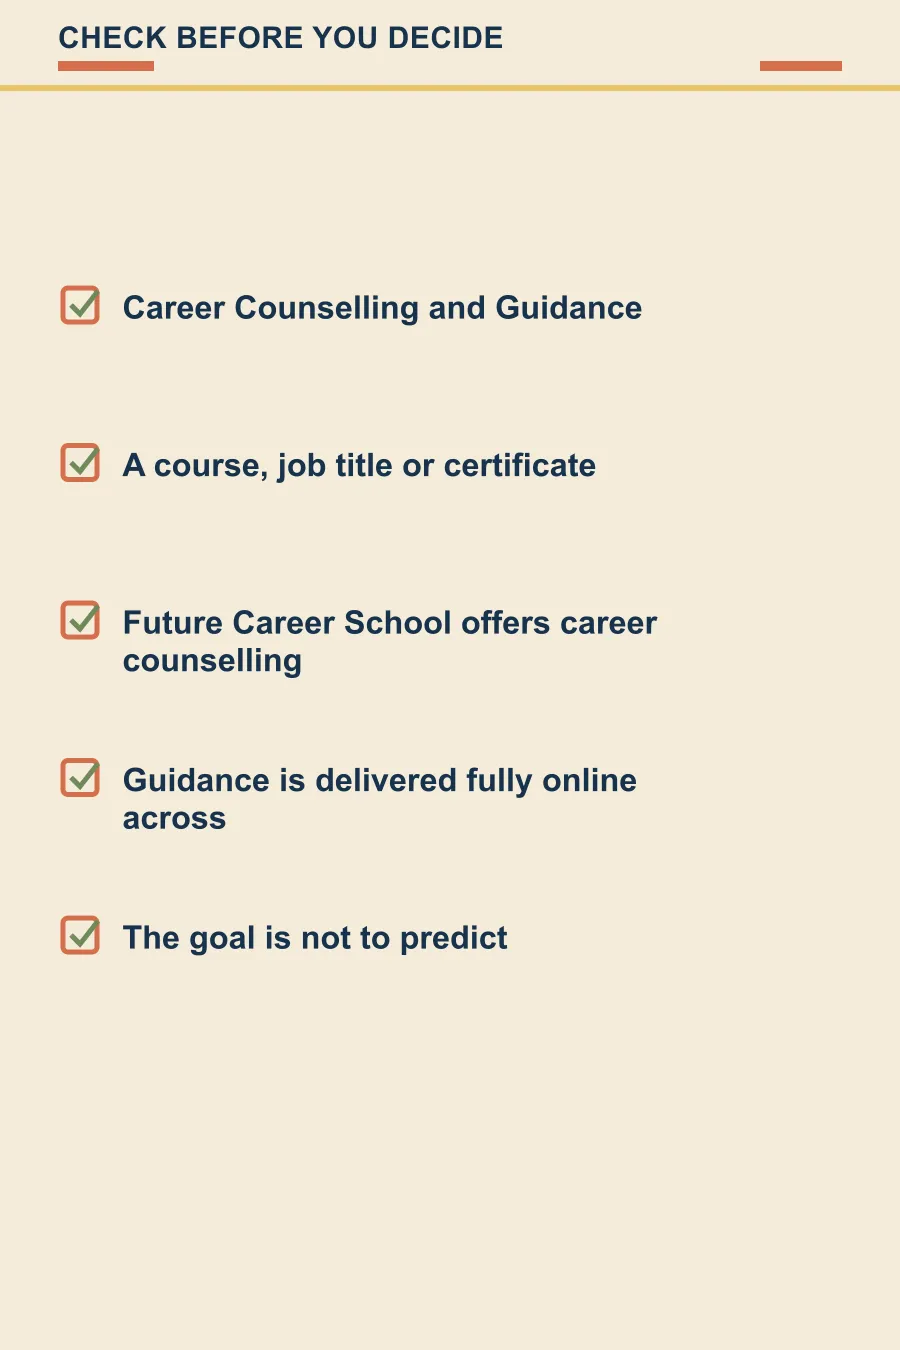 CHECK BEFORE YOU DECIDE
Career Counselling and Guidance
A course, job title or certificate
Future Career School offers career
counselling
Guidance is delivered fully online
across
The goal is not to predict